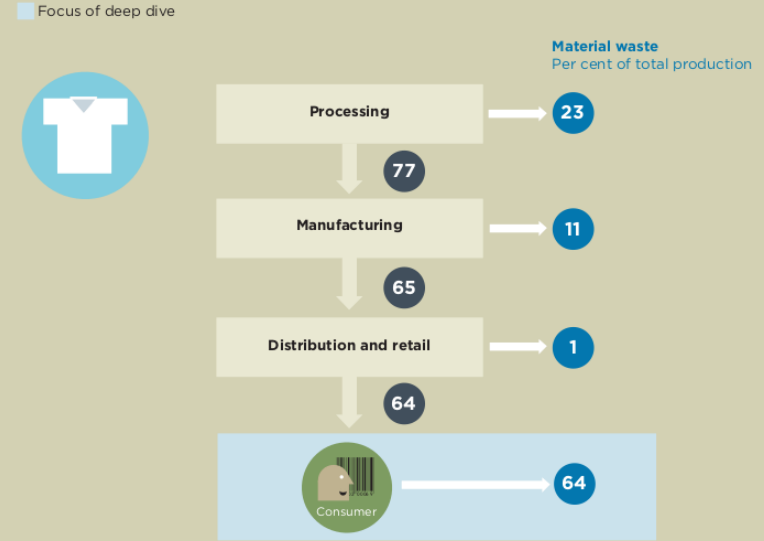 Focus of deep dive
Material waste
Per cent of total production
Processing
23
77
Manufacturing
11
65
Distribution and retail
1
64
64
Consumer